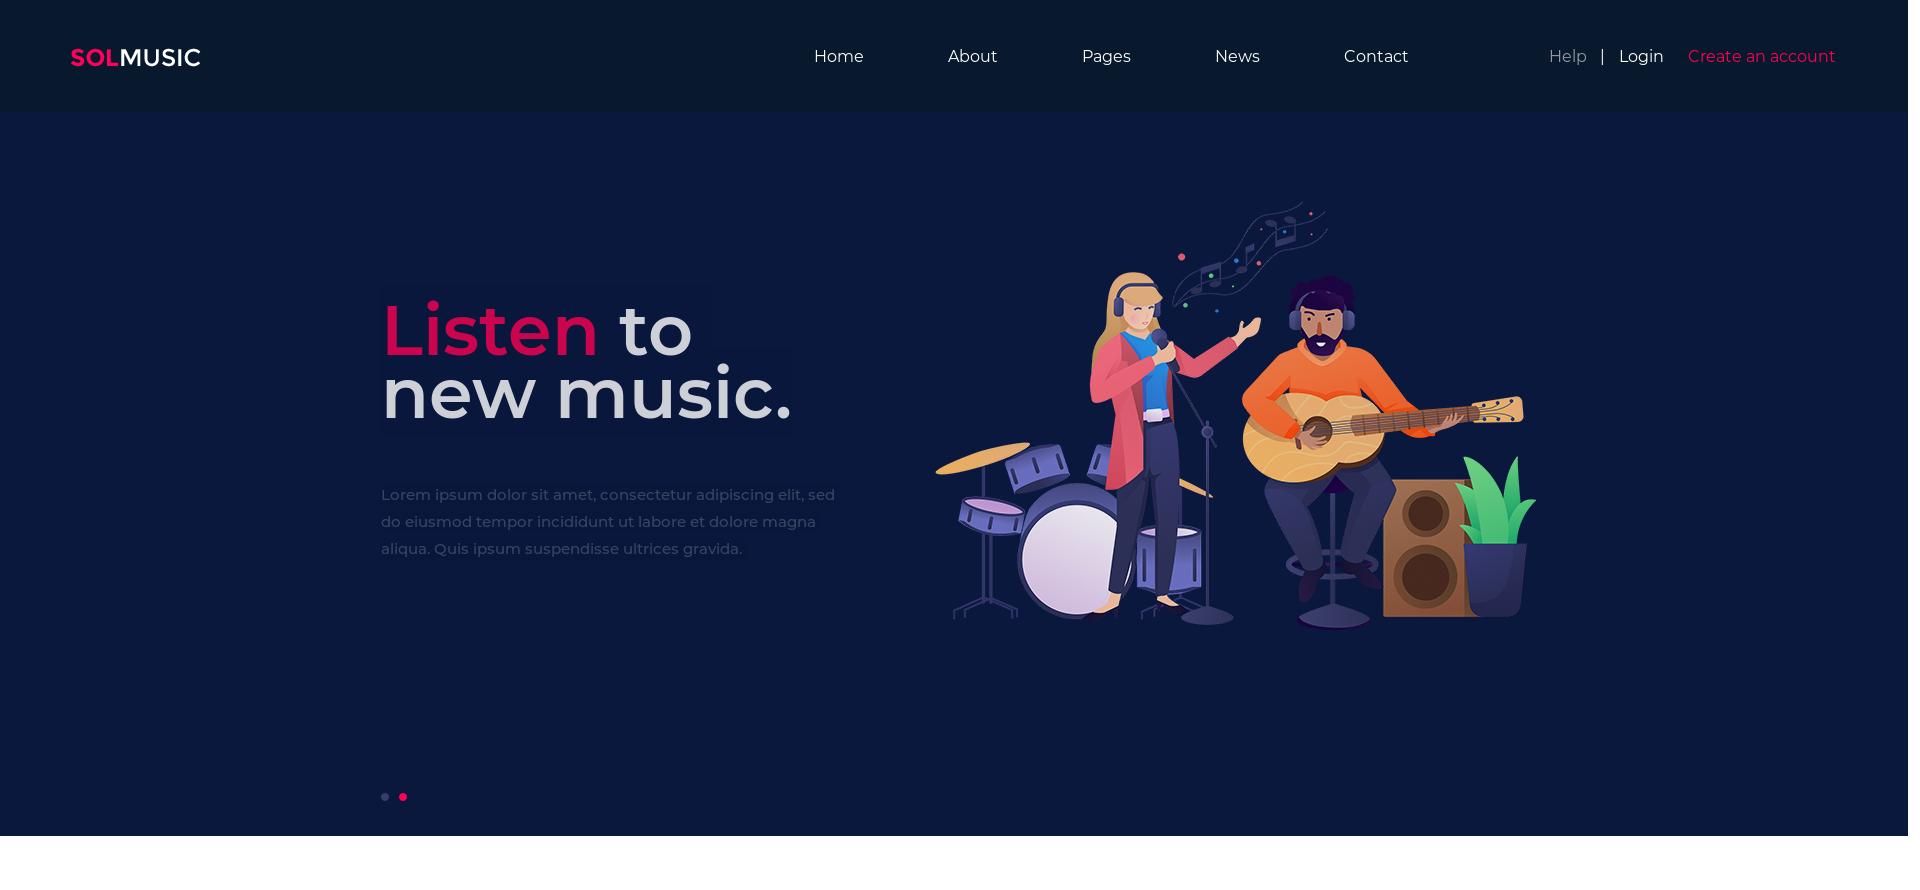 SOLMUSIC
Home About Pages News Contact Help | Login Create an account
Listen to
new music.
Lorem ipsum dolor sit amet, consectetur adipiscing elit, sed
do eiusmod tempor incididunt ut labore et dolore magna
aliqua. Quis ipsum suspendisse ultrices gravida.